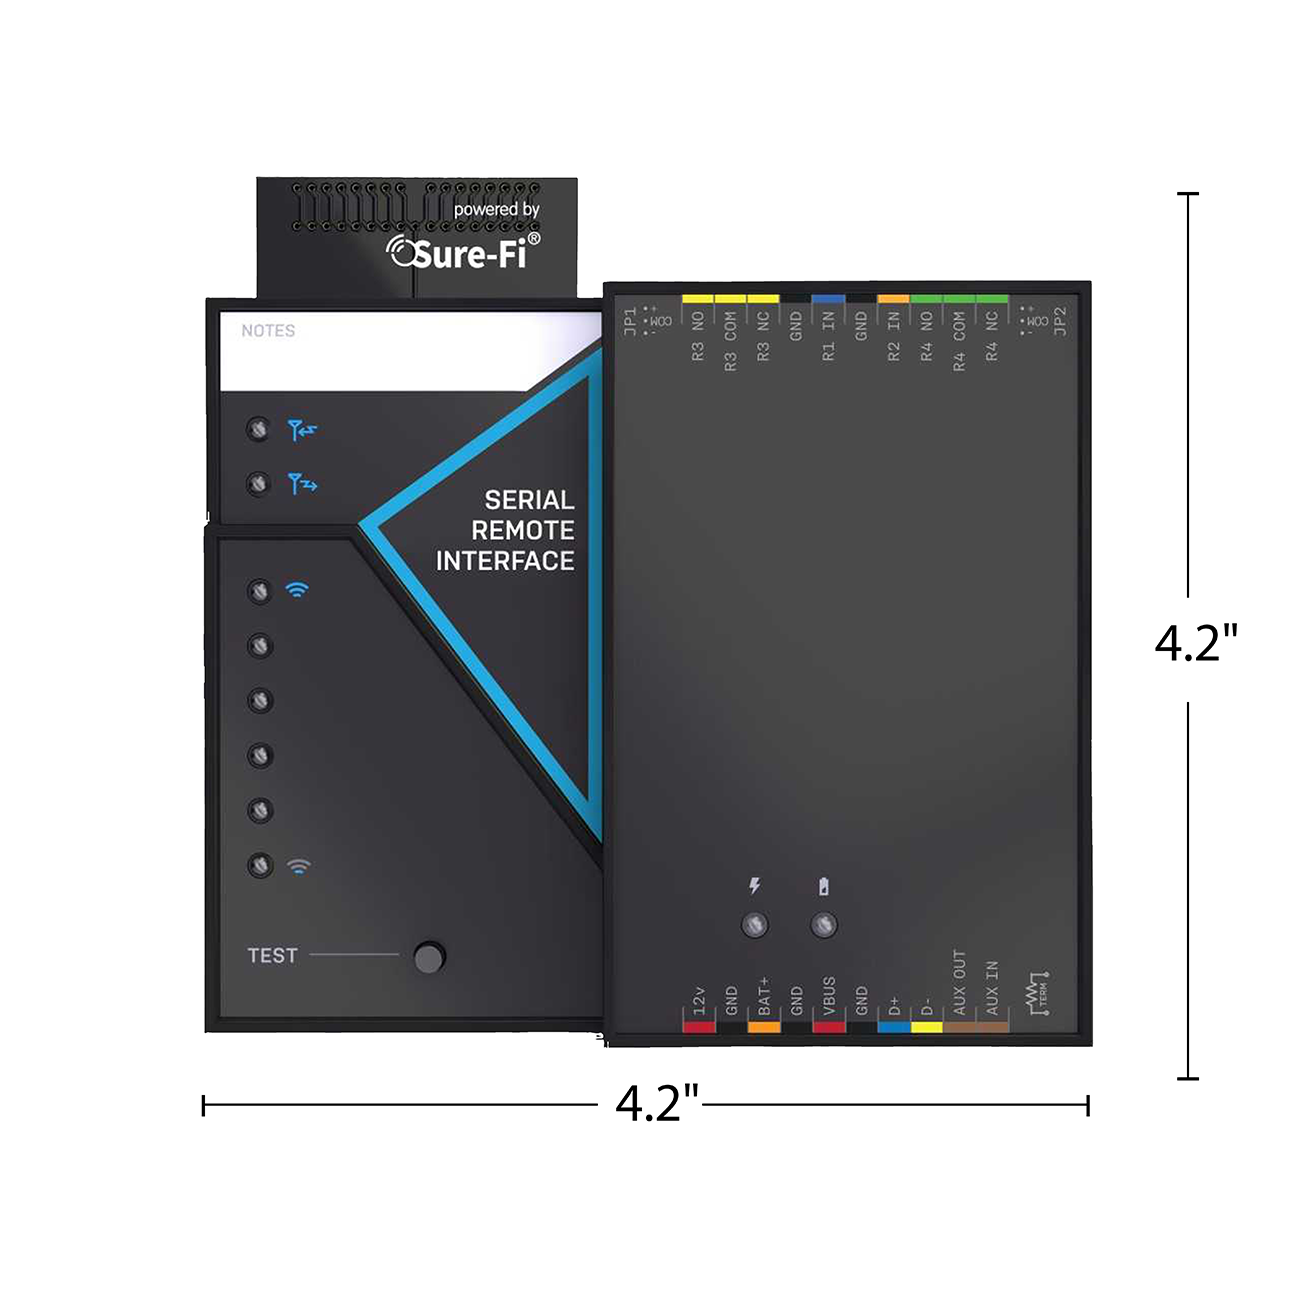 powered by
Sure-Fi®
NOTES
SERIAL
REMOTE
INTERFACE
TEST
JP1
+
COM
-
R3 NO
R3 COM
R3 NC
GND
R1 IN
GND
R2 IN
R4 NO
R4 COM
R4 NC
+
COM
-
JP2
12v
GND
BAT+
GND
VBUS
GND
D+
D-
AUX OUT
AUX IN
TERM
4.2"
4.2"